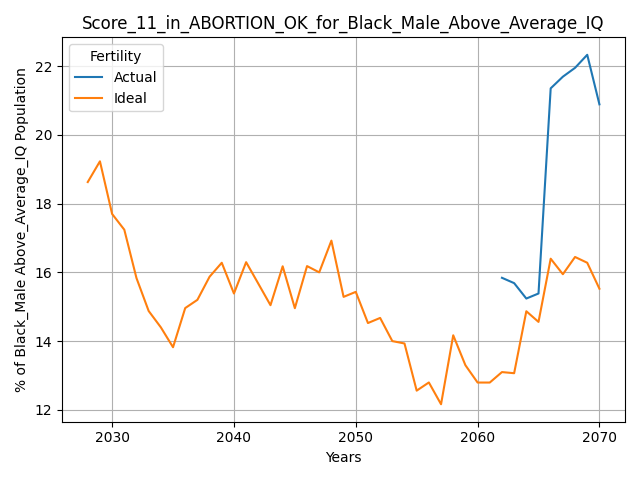 Score_11_in_ABORTION_OK_for_Black_Male_Above_Average_IQ
Fertility
Actual
Ideal
% of Black_Male Above_Average_IQ Population
22
20
18
16
14
12
2030
2040
2050
2060
2070
Years